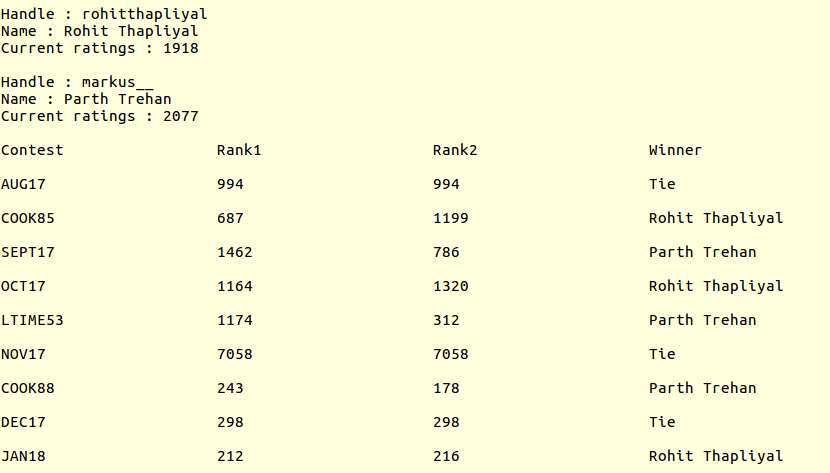 Handle : rohitthapliyal
Name : Rohit Thapliyal
Current ratings : 1918
Handle : markus__
Name : Parth Trehan
Current ratings : 2077
Contest Rank1 Rank2 Winner
AUG17 994 994 Tie
COOK85 687 1199 Rohit Thapliyal
SEPT17 1462 786 Parth Trehan
OCT17 1164 1320 Rohit Thapliyal
LTIME53 1174 312 Parth Trehan
NOV17 7058 7058 Tie
COOK88 243 178 Parth Trehan
DEC17 298 298 Tie
JAN18 212 216 Rohit Thapliyal